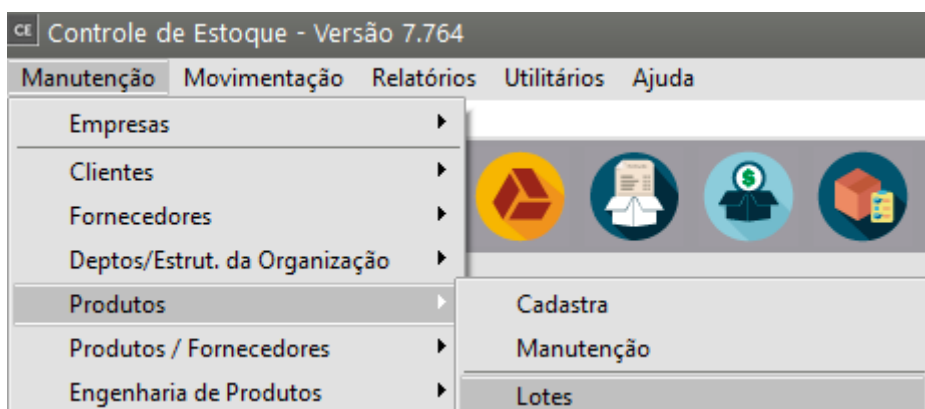 CE Controle de Estoque - Versão 7.764
Manutenção Movimentação Relatórios Utilitários Ajuda
Empresas
Clientes
Fornecedores
Deptos/Estrut. da Organização
Produtos
Cadastra
Produtos / Fornecedores
Manutenção
Engenharia de Produtos
Lotes